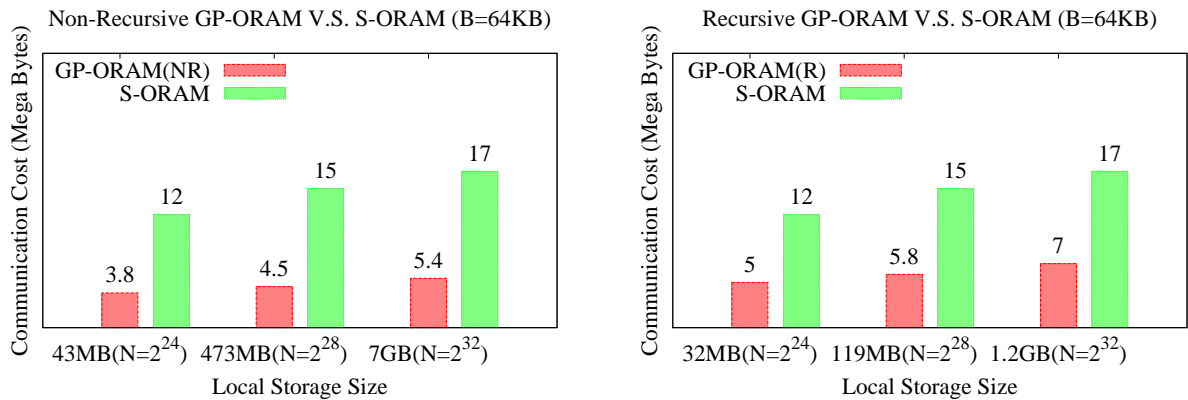 Non-Recursive GP-ORAM V.S. S-ORAM (B=64KB)
Communication Cost (Mega Bytes)
GP-ORAM(NR)
S-ORAM
3.8
12
4.5
15
5.4
17
43MB(N=2^24)
473MB(N=2^28)
7GB(N=2^32)
Local Storage Size
Recursive GP-ORAM V.S. S-ORAM (B=64KB)
Communication Cost (Mega Bytes)
GP-ORAM(R)
S-ORAM
5
12
5.8
15
7
17
32MB(N=2^24)
119MB(N=2^28)
1.2GB(N=2^32)
Local Storage Size